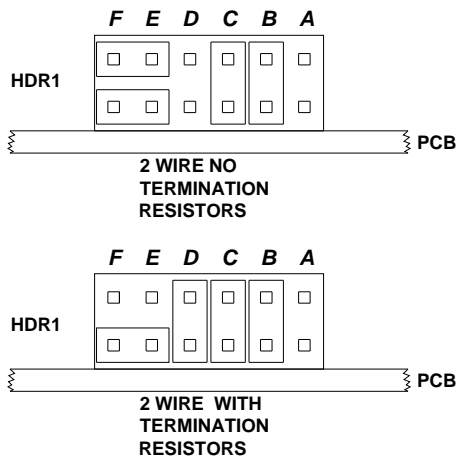 F E D C B A
HDR1
PCB
2 WIRE NO
TERMINATION
RESISTORS
F E D C B A
HDR1
PCB
2 WIRE WITH
TERMINATION
RESISTORS